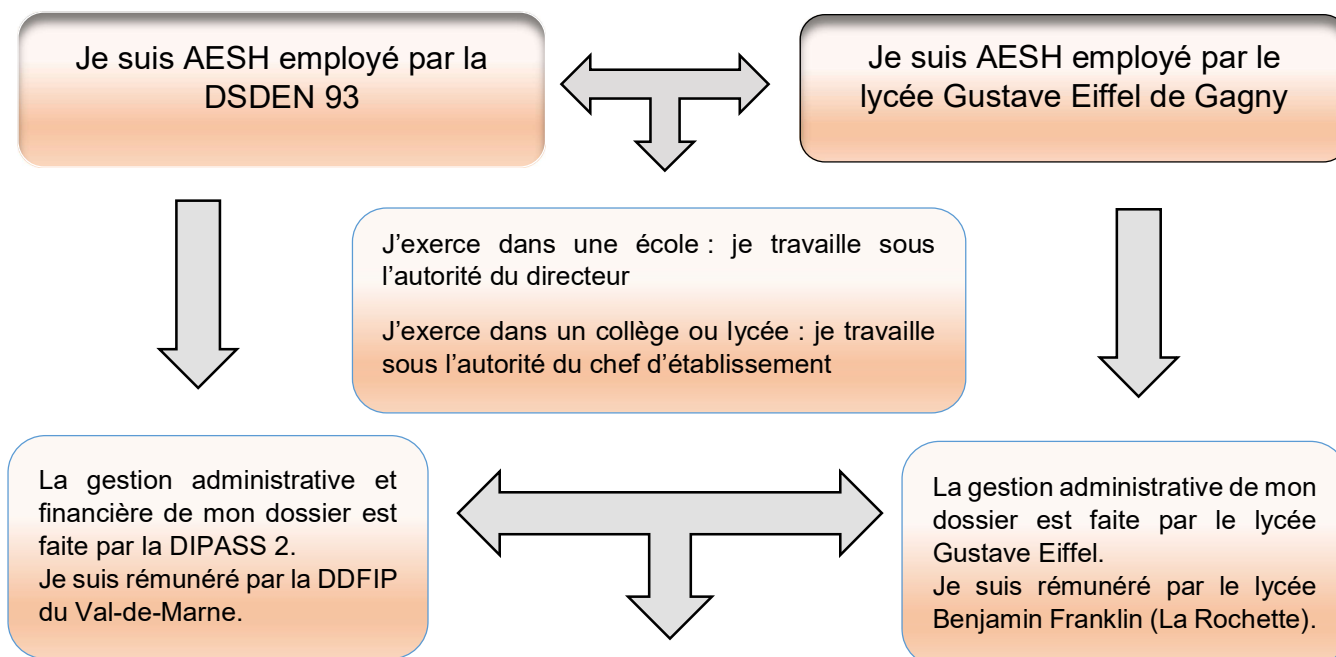 Je suis AESH employé par la
DSDEN 93
Je suis AESH employé par le
lycée Gustave Eiffel de Gagny
J’exerce dans une école : je travaille sous
l’autorité du directeur
J’exerce dans un collège ou lycée : je travaille
sous l’autorité du chef d’établissement
La gestion administrative et
financière de mon dossier est
faite par la DIPASS 2.
Je suis rémunéré par la DDFIP
du Val-de-Marne.
La gestion administrative de mon
dossier est faite par le lycée
Gustave Eiffel.
Je suis rémunéré par le lycée
Benjamin Franklin (La Rochette).